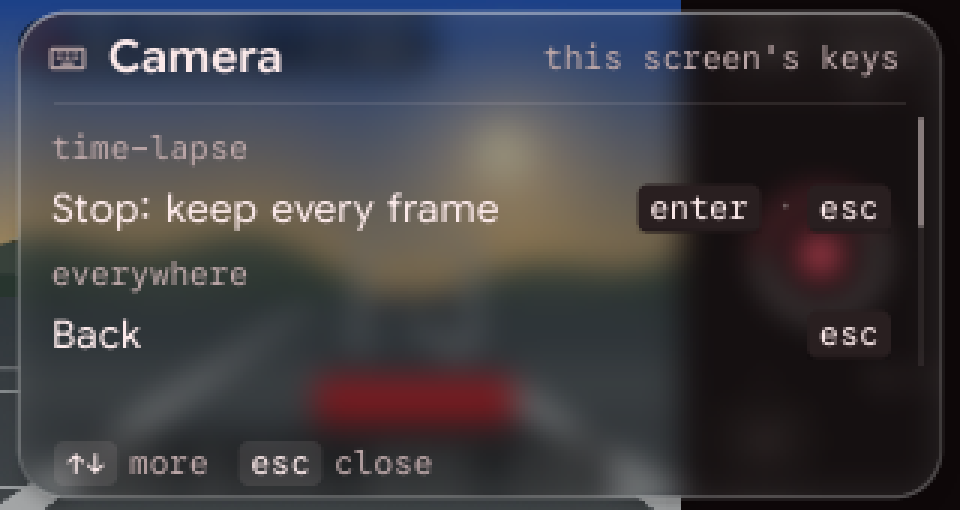 Camera this screen's keys
time-lapse
Stop: keep every frame enter · esc
everywhere
Back esc
↑↓ more esc close